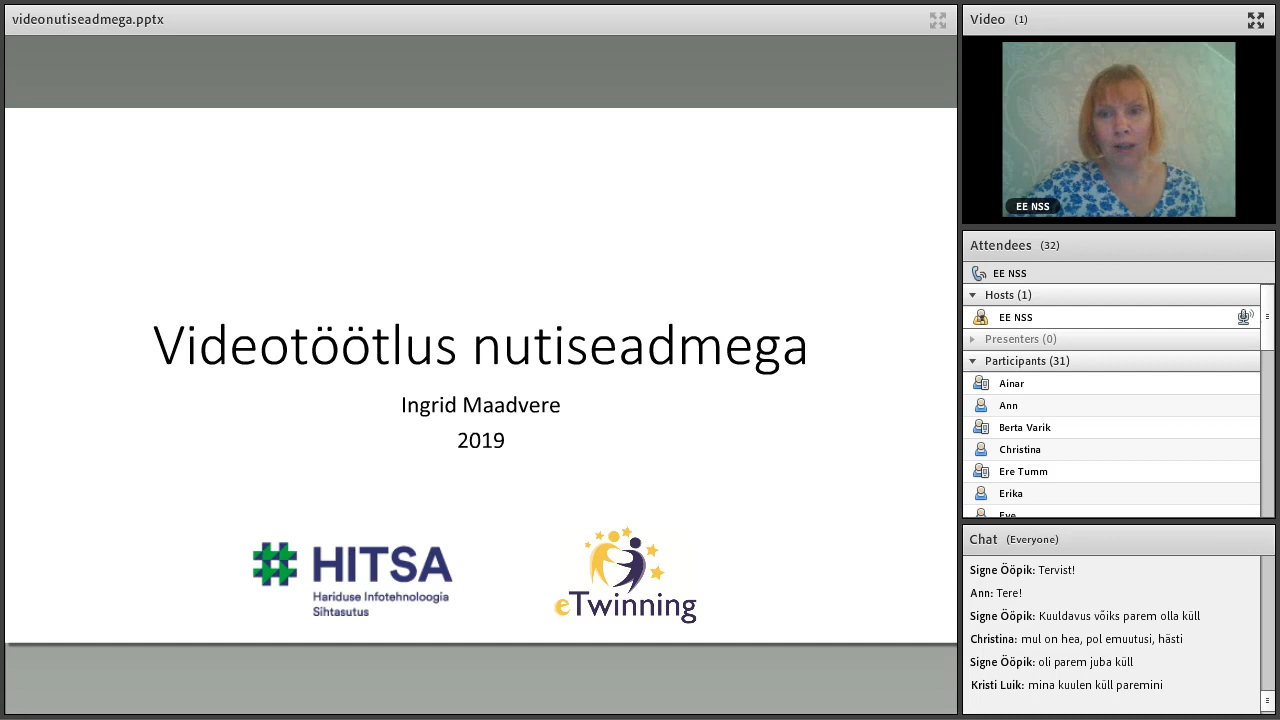 videonutiseadmega.pptx
Videotöötlus nutiseadmega
Ingrid Maadvere
2019
HITSA
Hariduse Infotehnoloogia
Sihtasutus
eTwinning
Video (1)
EE NSS
Attendees (32)
EE NSS
Hosts (1)
EE NSS
Presenters (0)
Participants (31)
Ainar
Ann
Berta Varik
Christina
Ere Tumm
Erika
Eve
Chat (Everyone)
Signe Ööpik: Tervist!
Ann: Tere!
Signe Ööpik: Kuuldavus võiks parem olla küll
Christina: mul on hea, pol emuutusi, hästi
Signe Ööpik: oli parem juba küll
Kristi Luik: mina kuulen küll paremini